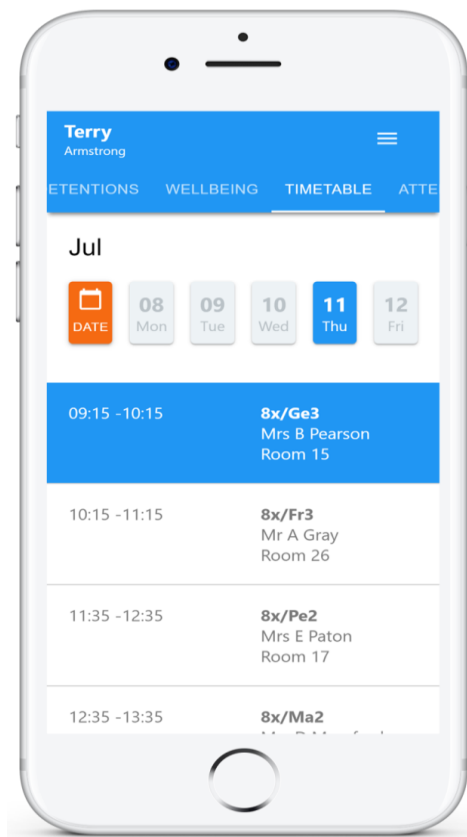 Terry
Armstrong
ETENTIONS WELLBEING TIMETABLE ATTE
Jul
DATE 08 Mon 09 Tue 10 Wed 11 Thu 12 Fri
09:15 -10:15 8x/Ge3
Mrs B Pearson
Room 15
10:15 -11:15 8x/Fr3
Mr A Gray
Room 26
11:35 -12:35 8x/Pe2
Mrs E Paton
Room 17
12:35 -13:35 8x/Ma2